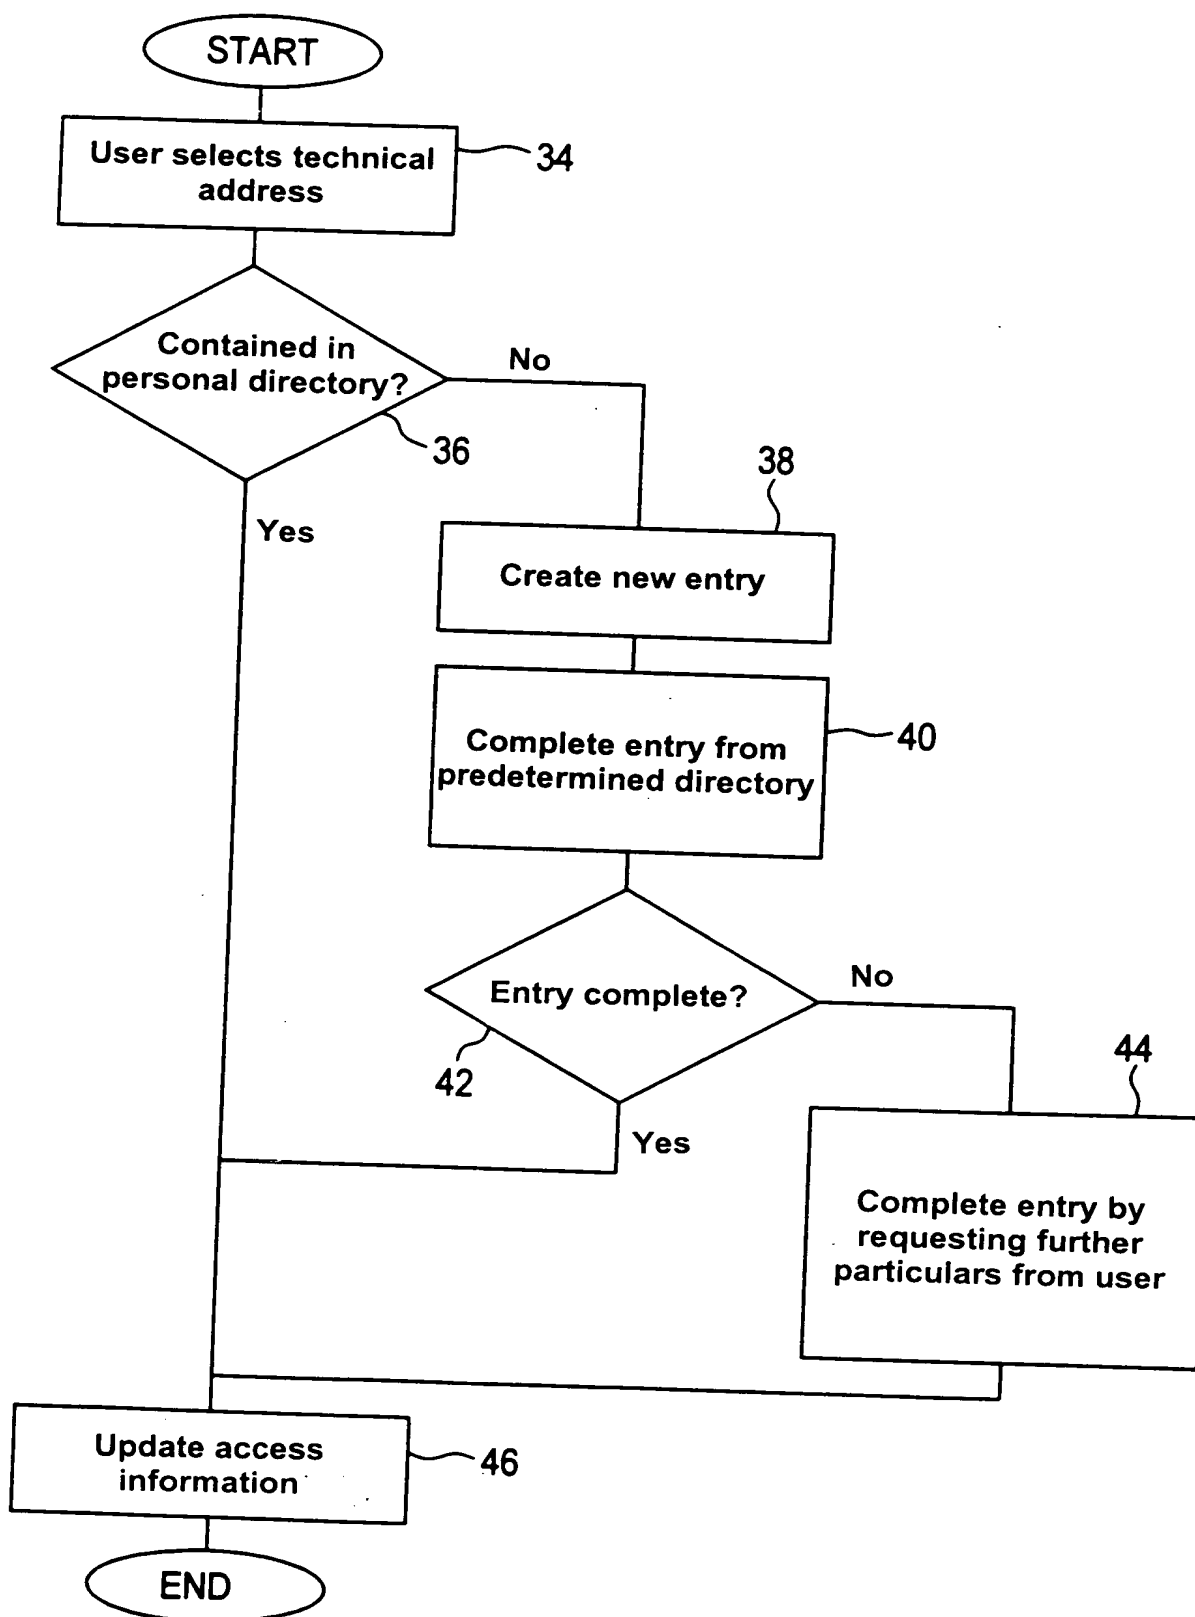 START
User selects technical
address
34
Contained in
personal directory?
No
36
Yes
38
Create new entry
Complete entry from
predetermined directory
40
Entry complete?
No
42
Yes
44
Complete entry by
requesting further
particulars from user
Update access
information
46
END